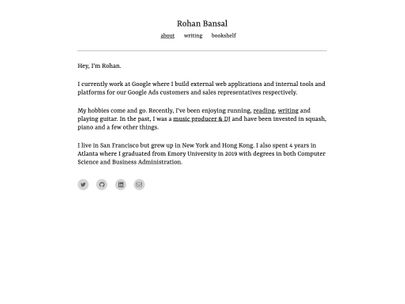 Rohan Bansal
about writing bookshelf
Hey, I'm Rohan.
I currently work at Google where I build external web applications and internal tools and
platforms for our Google Ads customers and sales representatives respectively.
My hobbies come and go. Recently, I've been enjoying running, reading, writing and
playing guitar. In the past, I was a music producer & DJ and have been invested in squash,
piano and a few other things.
I live in San Francisco but grew up in New York and Hong Kong. I also spent 4 years in
Atlanta where I graduated from Emory University in 2019 with degrees in both Computer
Science and Business Administration.